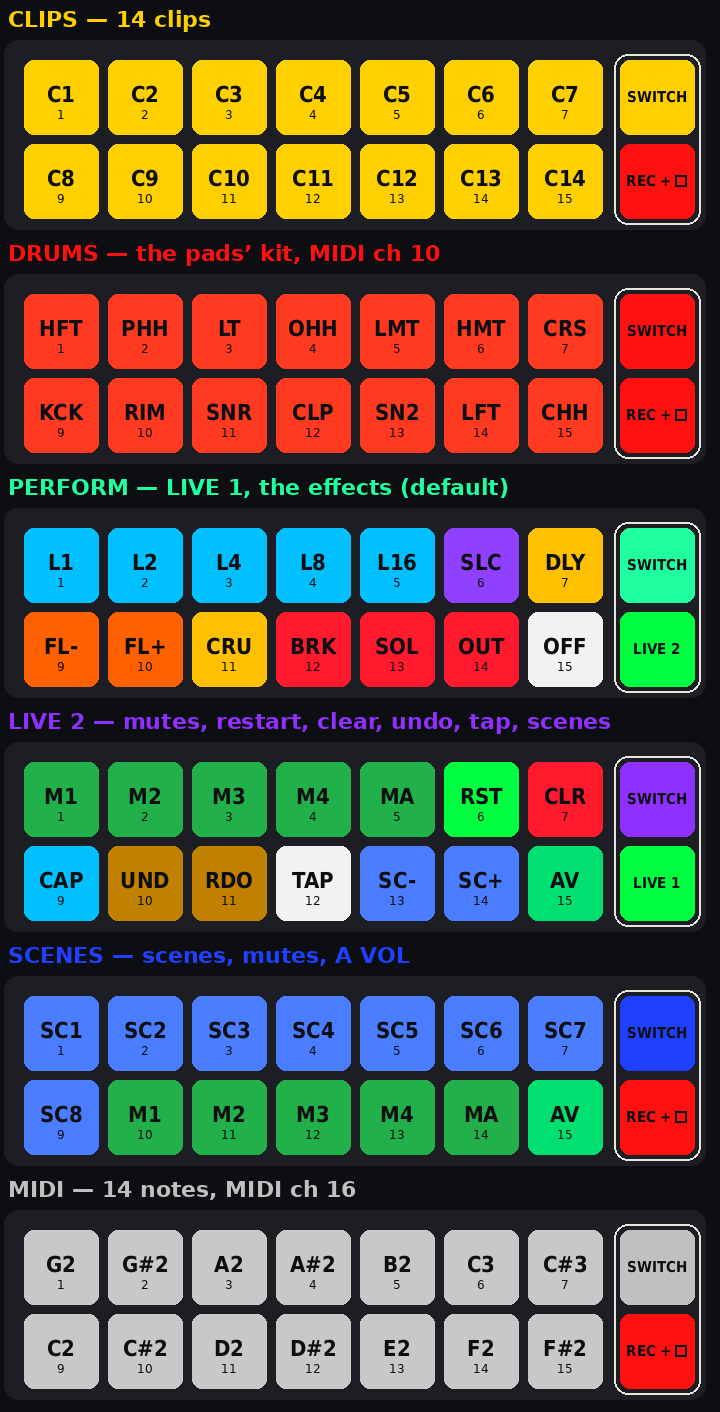 CLIPS — 14 clips
C1 C2 C3 C4 C5 C6 C7 SWITCH
1 2 3 4 5 6 7
C8 C9 C10 C11 C12 C13 C14 REC + □
9 10 11 12 13 14 15
DRUMS — the pads’ kit, MIDI ch 10
HFT PHH LT OHH LMT HMT CRS SWITCH
1 2 3 4 5 6 7
KCK RIM SNR CLP SN2 LFT CHH REC + □
9 10 11 12 13 14 15
PERFORM — LIVE 1, the effects (default)
L1 L2 L4 L8 L16 SLC DLY SWITCH
1 2 3 4 5 6 7
FL- FL+ CRU BRK SOL OUT OFF LIVE 2
9 10 11 12 13 14 15
LIVE 2 — mutes, restart, clear, undo, tap, scenes
M1 M2 M3 M4 MA RST CLR SWITCH
1 2 3 4 5 6 7
CAP UND RDO TAP SC- SC+ AV LIVE 1
9 10 11 12 13 14 15
SCENES — scenes, mutes, A VOL
SC1 SC2 SC3 SC4 SC5 SC6 SC7 SWITCH
1 2 3 4 5 6 7
SC8 M1 M2 M3 M4 MA AV REC + □
9 10 11 12 13 14 15
MIDI — 14 notes, MIDI ch 16
G2 G#2 A2 A#2 B2 C3 C#3 SWITCH
1 2 3 4 5 6 7
C2 C#2 D2 D#2 E2 F2 F#2 REC + □
9 10 11 12 13 14 15